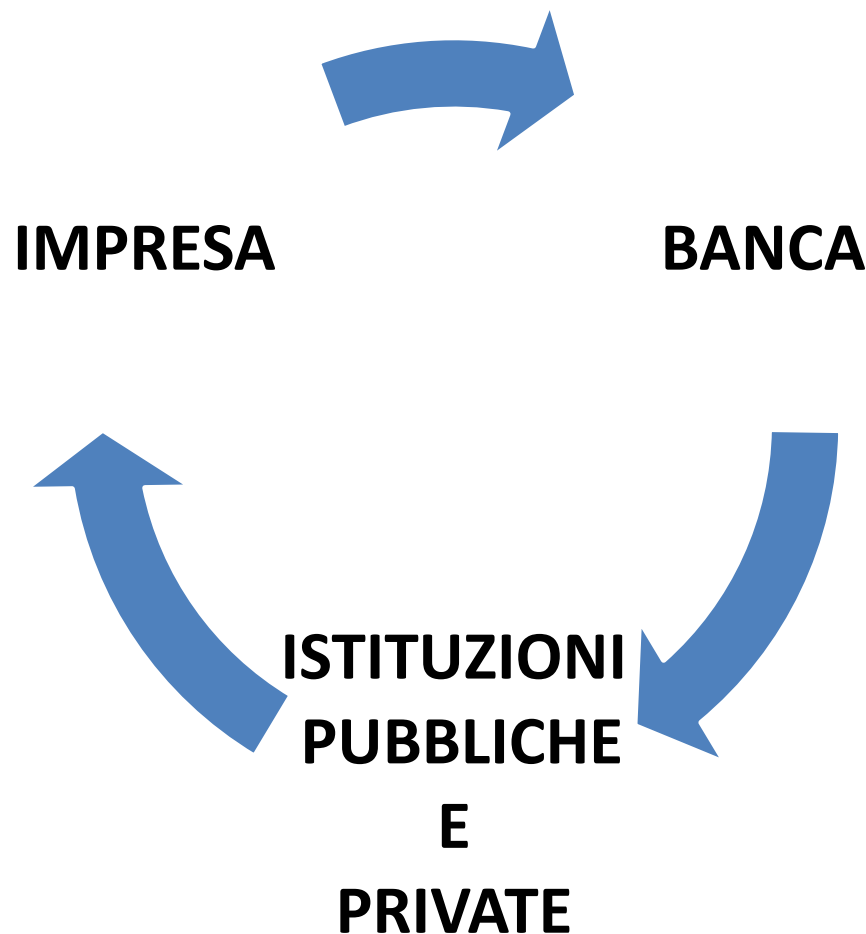 IMPRESA
BANCA
ISTITUZIONI
PUBBLICHE
E
PRIVATE